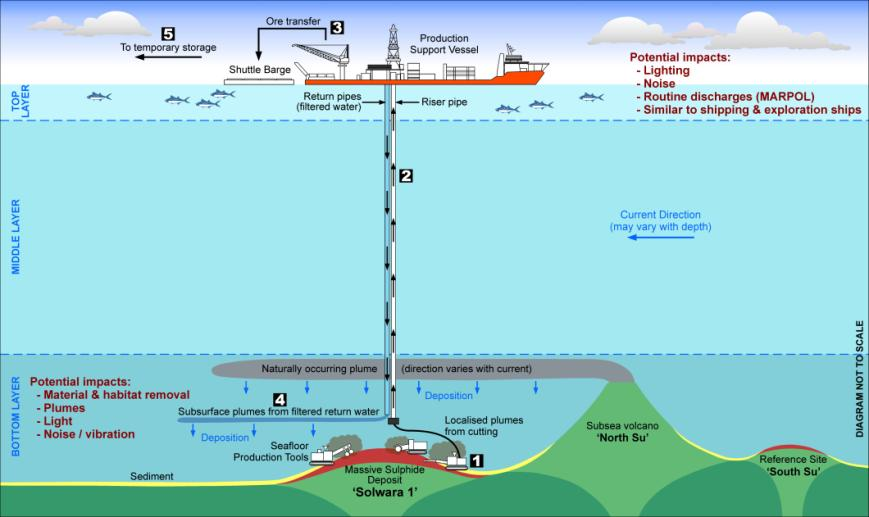 Ore transfer
3
5
To temporary storage
Production
Support Vessel
Shuttle Barge
Potential impacts:
- Lighting
- Noise
- Routine discharges (MARPOL)
- Similar to shipping & exploration ships
TOP
LAYER
Return pipes
(filtered water)
Riser pipe
2
MIDDLE LAYER
Current Direction
(may vary with depth)
DIAGRAM NOT TO SCALE
BOTTOM LAYER
Naturally occurring plume
(direction varies with current)
Potential impacts:
- Material & habitat removal
- Plumes
- Light
- Noise / vibration
Deposition
4
Subsurface plumes from filtered return water
Deposition
Localised plumes
from cutting
Seafloor
Production Tools
1
Subsea volcano
'North Su'
Reference Site
'South Su'
Sediment
Massive Sulphide
Deposit
'Solwara 1'